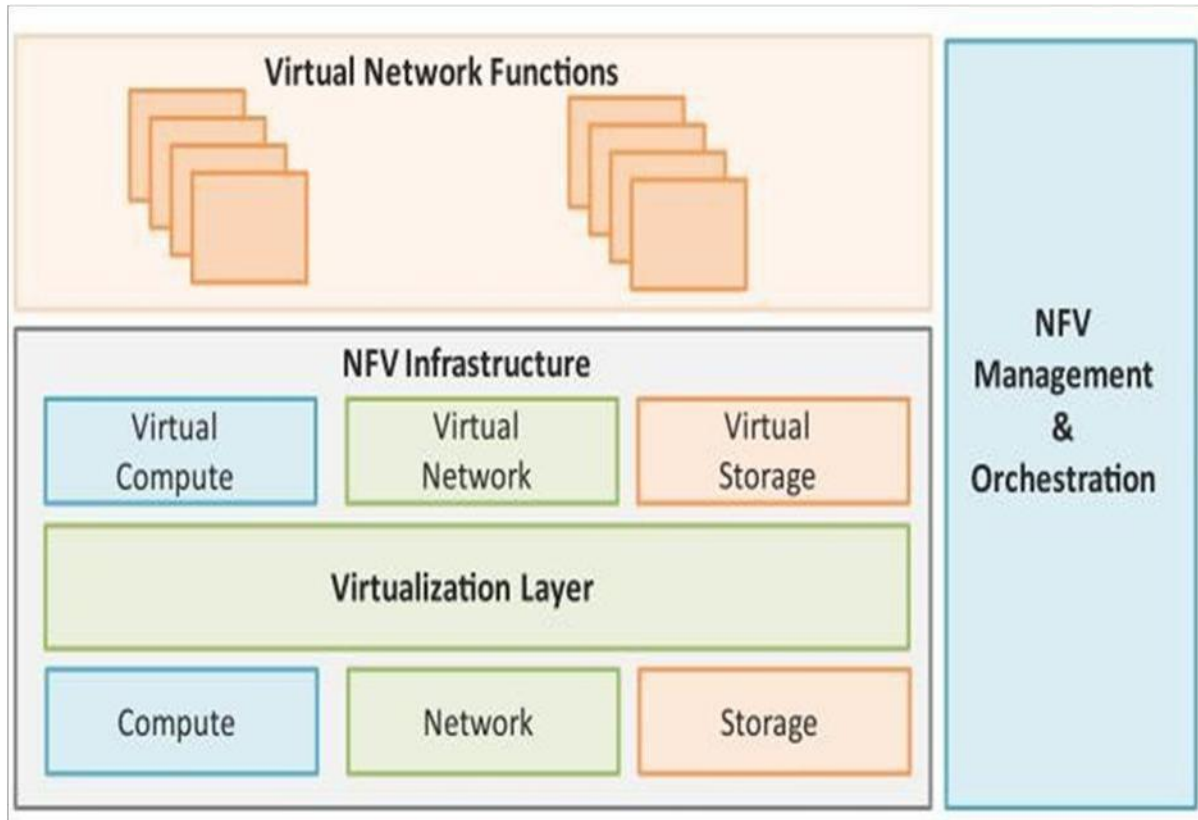 Virtual Network Functions
NFV Infrastructure
Virtual
Compute
Virtual
Network
Virtual
Storage
Virtualization Layer
Compute
Network
Storage
NFV
Management
&
Orchestration